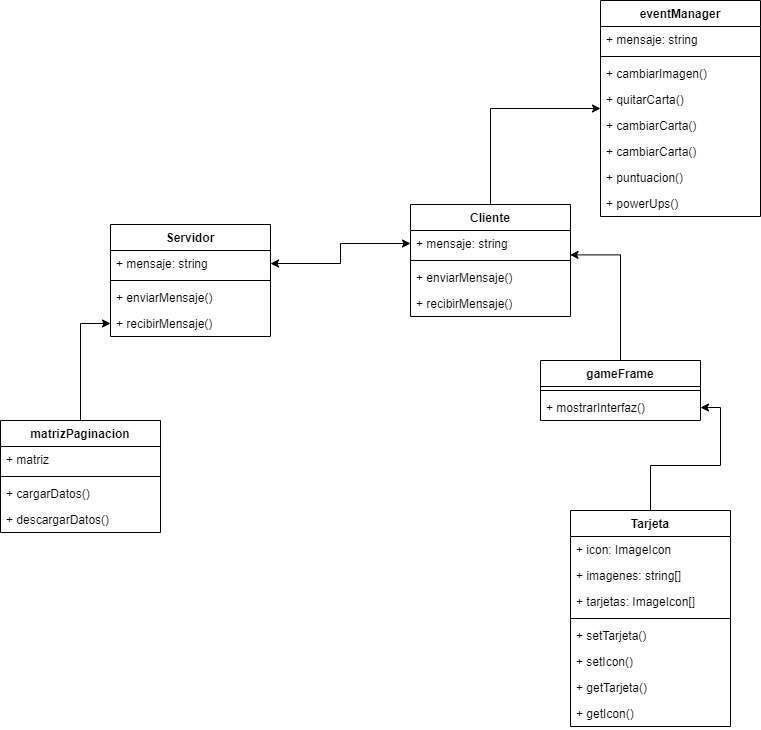 eventManager
+ mensaje: string
+ cambiarImagen()
+ quitarCarta()
+ cambiarCarta()
+ cambiarCarta()
+ puntuacion()
+ powerUps()
Cliente
+ mensaje: string
+ enviarMensaje()
+ recibirMensaje()
Servidor
+ mensaje: string
+ enviarMensaje()
+ recibirMensaje()
gameFrame
+ mostrarInterfaz()
matrizPaginacion
+ matriz
+ cargarDatos()
+ descargarDatos()
Tarjeta
+ icon: ImageIcon
+ imagenes: string[]
+ tarjetas: ImageIcon[]
+ setTarjeta()
+ setIcon()
+ getTarjeta()
+ getIcon()